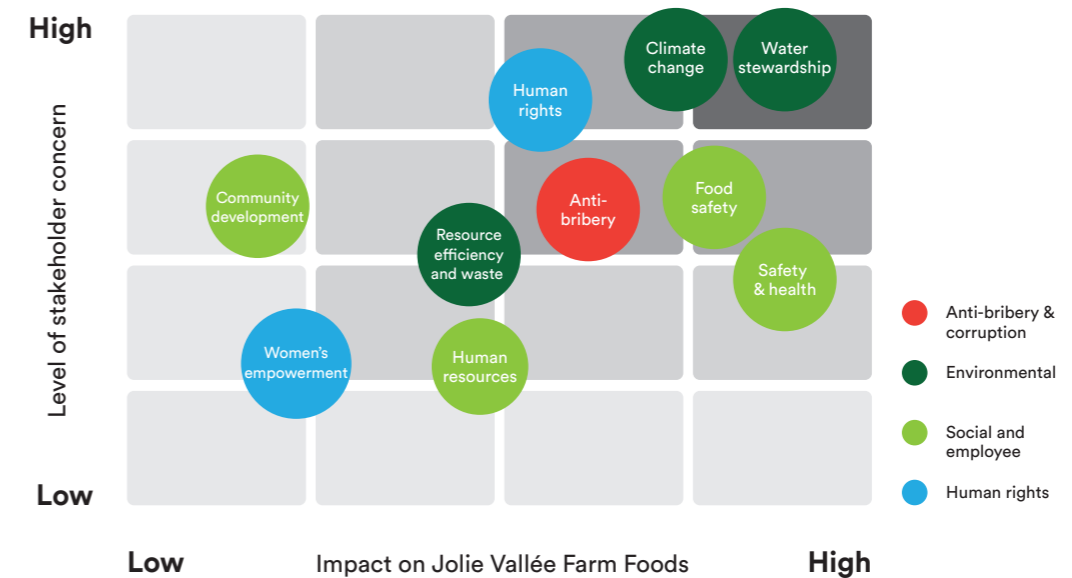 High
Climate
change
Water
stewardship
Human
rights
Community
development
Anti-
bribery
Food
safety
Resource
efficiency
and waste
Safety
& health
Women's
empowerment
Human
resources
Level of stakeholder concern
Low
Low
Impact on Jolie Vallée Farm Foods
High
Anti-bribery &
corruption
Environmental
Social and
employee
Human rights